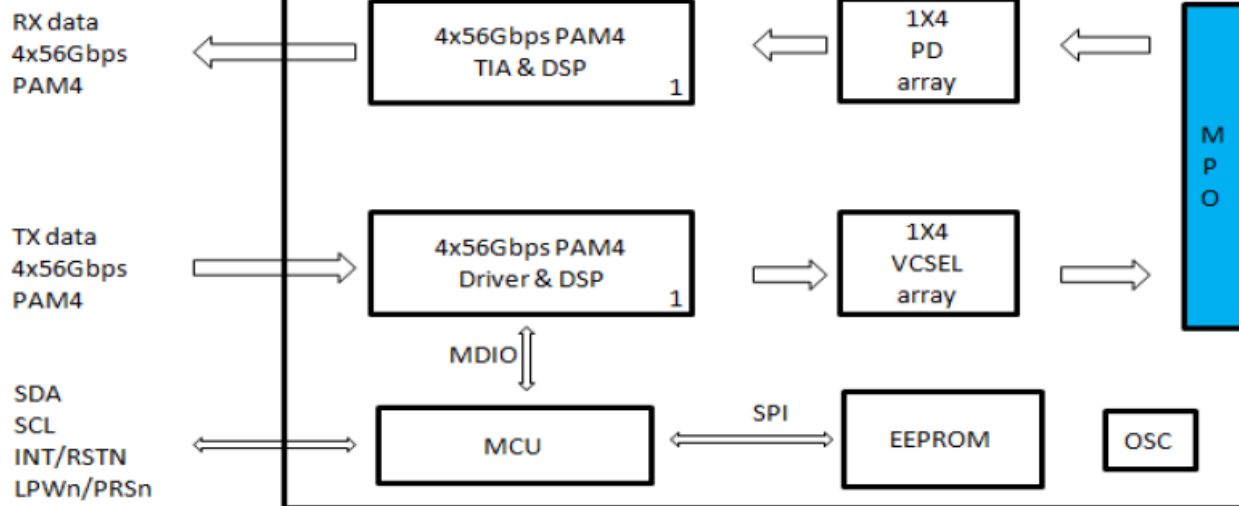 RX data
4x56Gbps
PAM4
4x56Gbps PAM4
TIA & DSP
1
1X4
PD
array
M
P
O
TX data
4x56Gbps
PAM4
4x56Gbps PAM4
Driver & DSP
1
1X4
VCSEL
array
MDIO
SDA
SCL
INT/RSTN
LPWn/PRSn
MCU
SPI
EEPROM
OSC